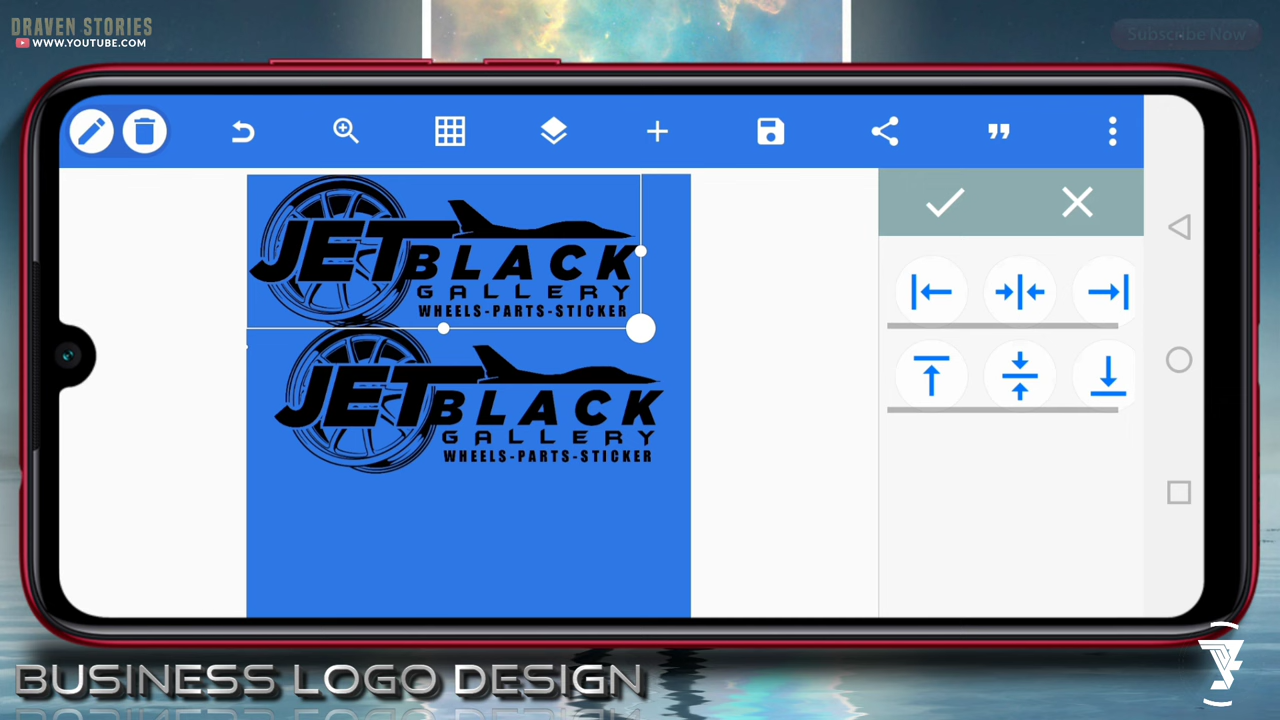 DRAVEN STORIES
WWW.YOUTUBE.COM
Subscribe Now
JET BLACK
GALLERY
WHEELS-PARTS-STICKER
JET BLACK
GALLERY
WHEELS-PARTS-STICKER
BUSINESS LOGO DESIGN